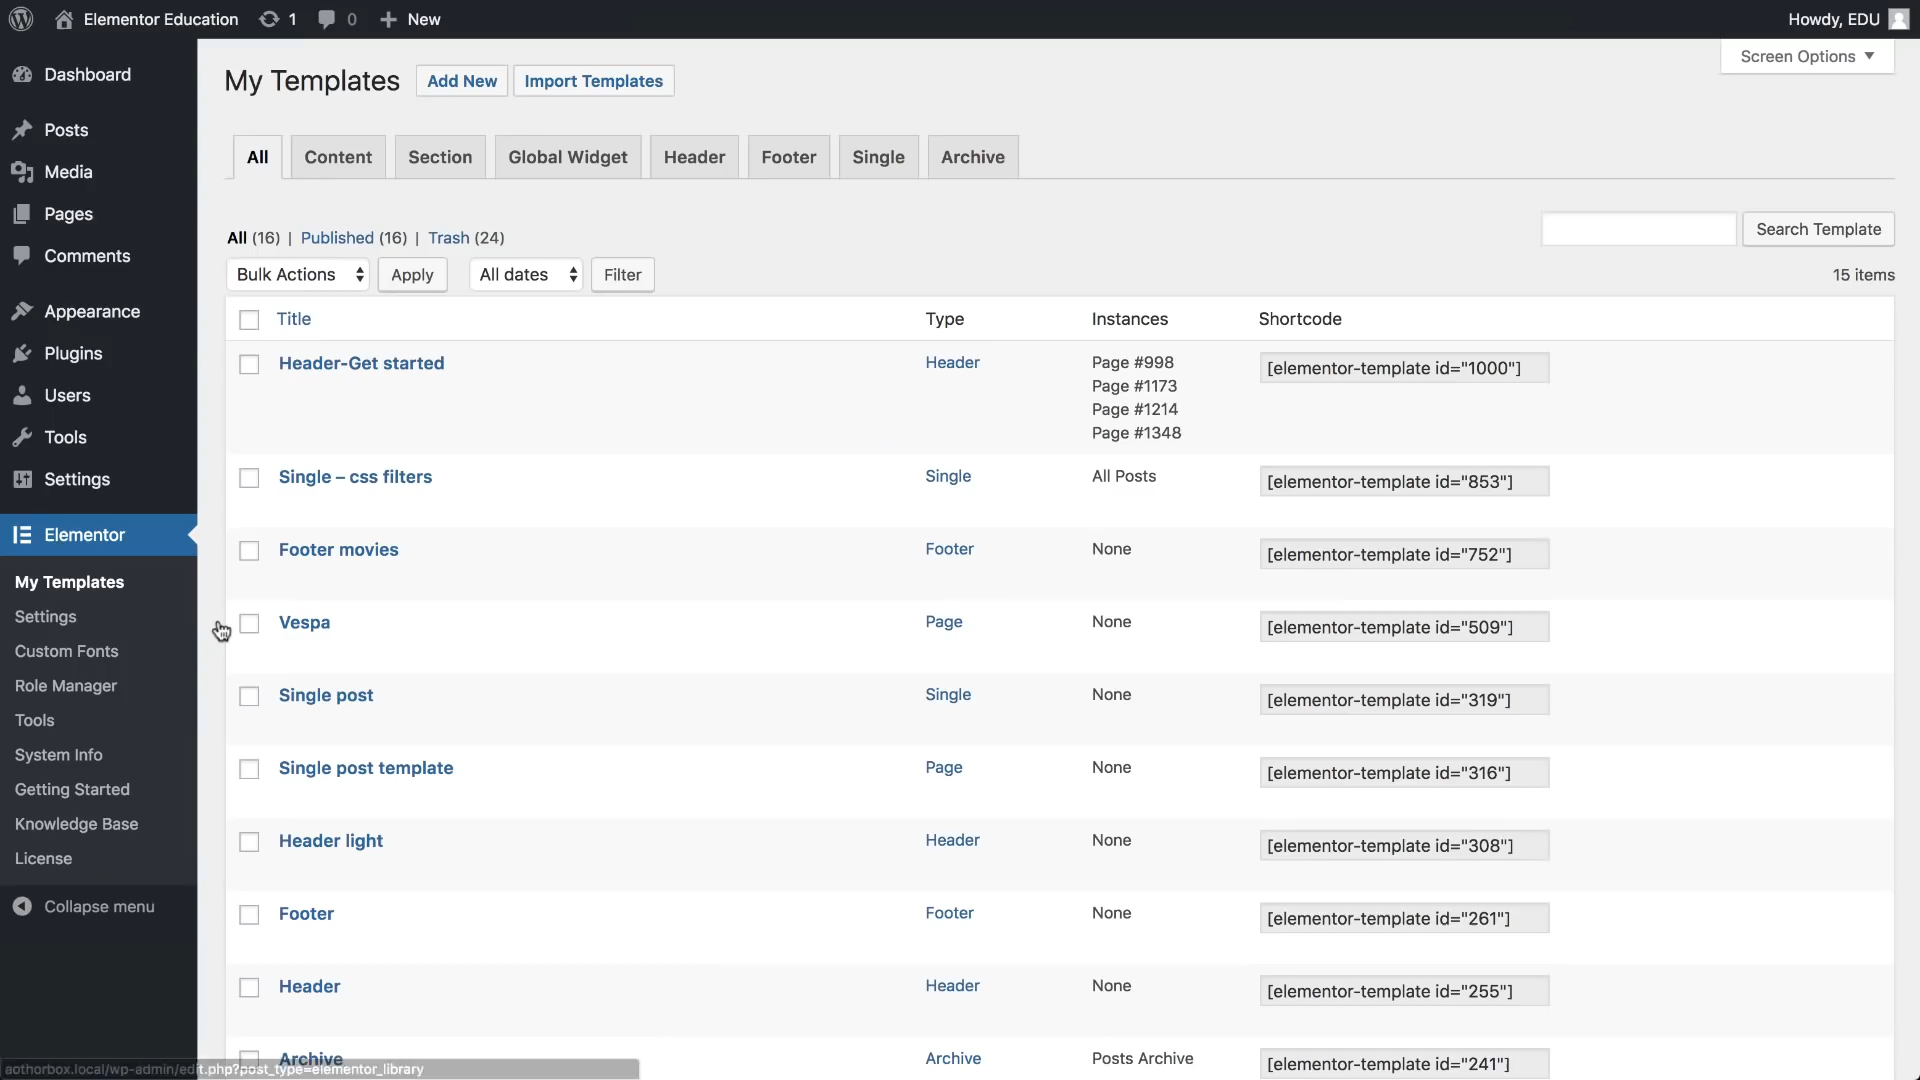 Elementor Education 1 0 New Howdy, EDU
Screen Options
Dashboard
Posts
Media
Pages
Comments
Appearance
Plugins
Users
Tools
Settings
Elementor
My Templates
Settings
Custom Fonts
Role Manager
Tools
System Info
Getting Started
Knowledge Base
License
Collapse menu
My Templates Add New Import Templates
All Content Section Global Widget Header Footer Single Archive
All (16) | Published (16) | Trash (24)
Search Template
Bulk Actions Apply All dates Filter 15 items
Title Type Instances Shortcode
Header-Get started Header Page #998 [elementor-template id="1000"]
Page #1173
Page #1214
Page #1348
Single – css filters Single All Posts [elementor-template id="853"]
Footer movies Footer None [elementor-template id="752"]
Vespa Page None [elementor-template id="509"]
Single post Single None [elementor-template id="319"]
Single post template Page None [elementor-template id="316"]
Header light Header None [elementor-template id="308"]
Footer Footer None [elementor-template id="261"]
Header Header None [elementor-template id="255"]
Archive Archive Posts Archive [elementor-template id="241"]
aothorbox.local/wp-admin/edit.php?post_type=elementor_library